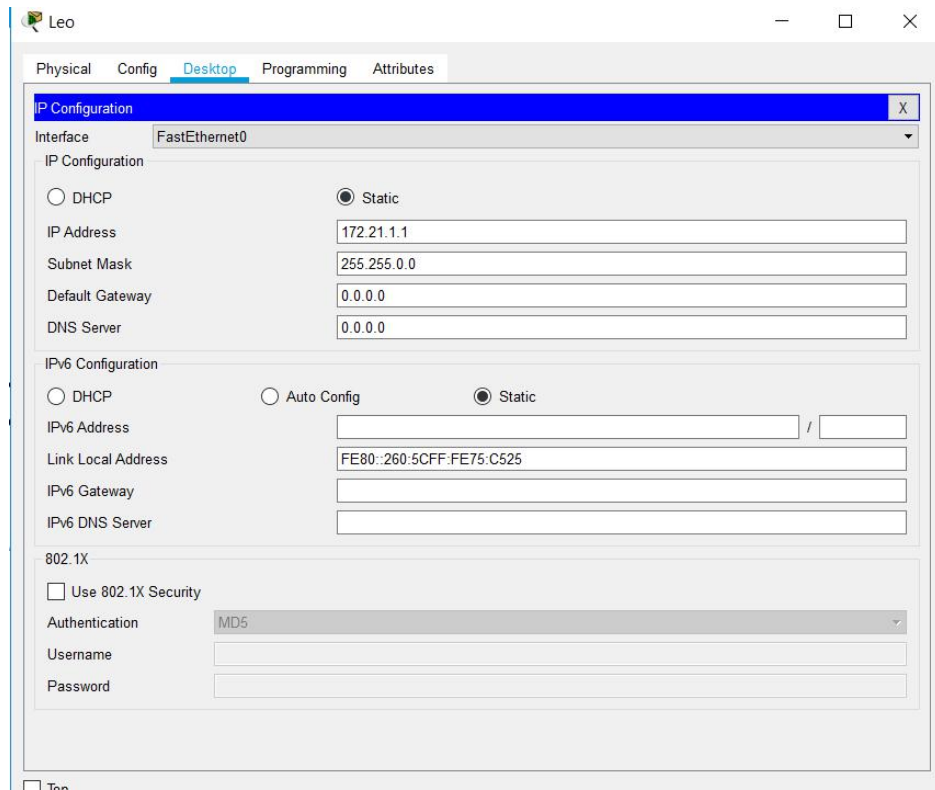 Leo
Physical Config Desktop Programming Attributes
IP Configuration X
Interface FastEthernet0
IP Configuration
DHCP Static
IP Address 172.21.1.1
Subnet Mask 255.255.0.0
Default Gateway 0.0.0.0
DNS Server 0.0.0.0
IPv6 Configuration
DHCP Auto Config Static
IPv6 Address /
Link Local Address FE80::260:5CFF:FE75:C525
IPv6 Gateway
IPv6 DNS Server
802.1X
Use 802.1X Security
Authentication MD5
Username
Password
Top